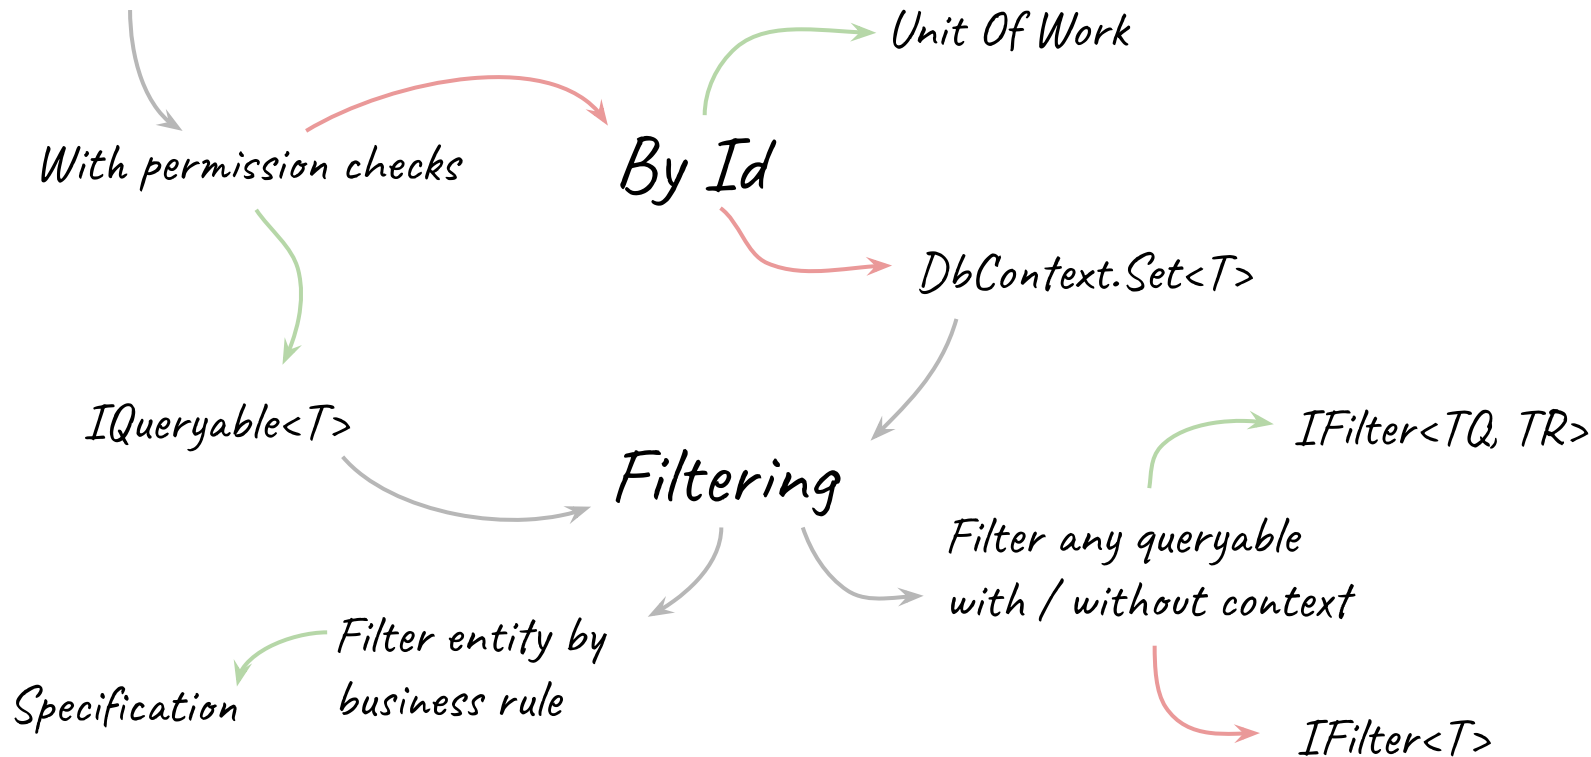 Unit Of Work
With permission checks
By Id
DbContext.Set<T>
IQueryable<T>
IFilter<TQ, TR>
Filtering
Filter any queryable
with / without context
Filter entity by
business rule
Specification
IFilter<T>